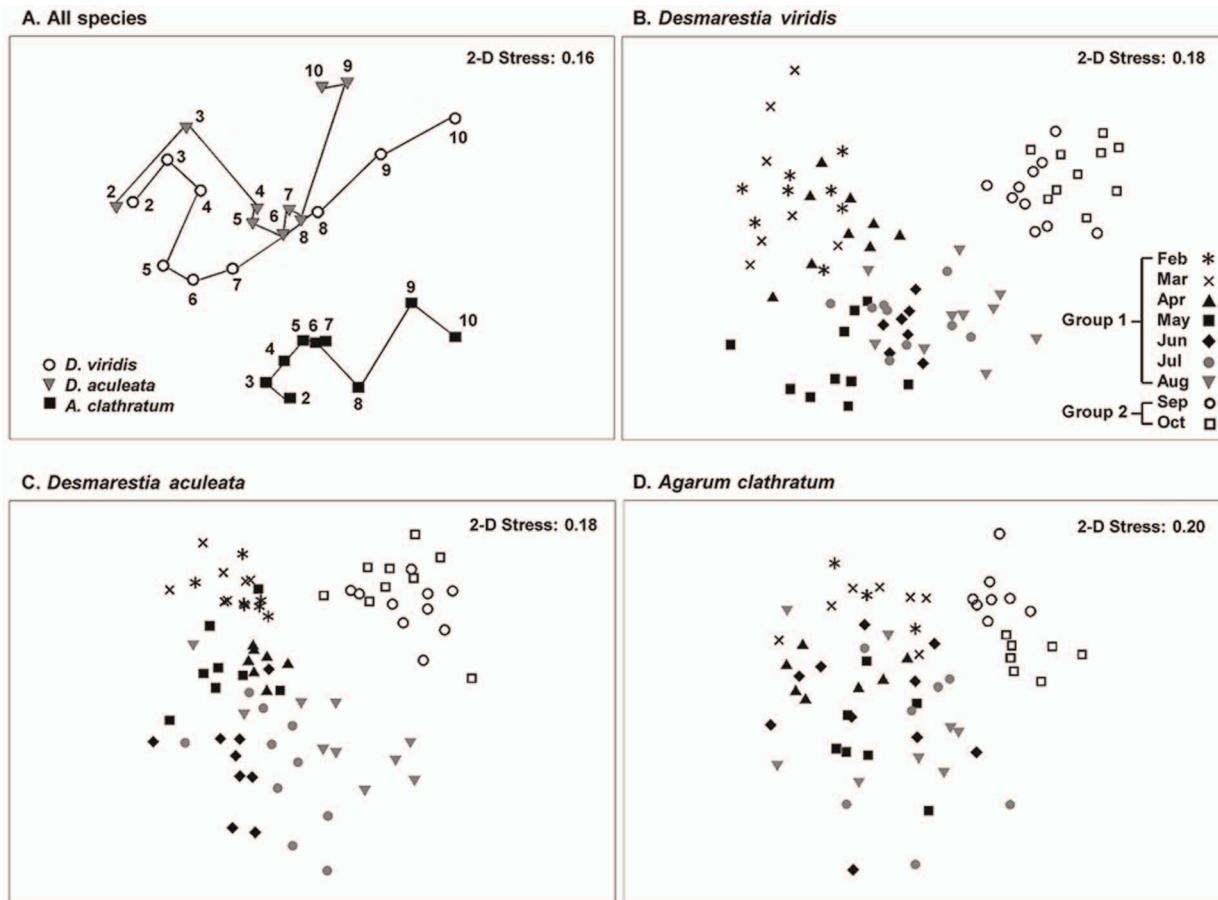 A. All species
2-D Stress: 0.16
10 9
3
3
10
2
2
4
4
7
9
5
6
8
8
5
6
7
9
10
5 6 7
4
3
2
8
D. viridis
D. aculeata
A. clathratum
B. Desmarestia viridis
2-D Stress: 0.18
Feb
Mar
Apr
Group 1
May
Jun
Jul
Aug
Group 2
Sep
Oct
C. Desmarestia aculeata
2-D Stress: 0.18
D. Agarum clathratum
2-D Stress: 0.20